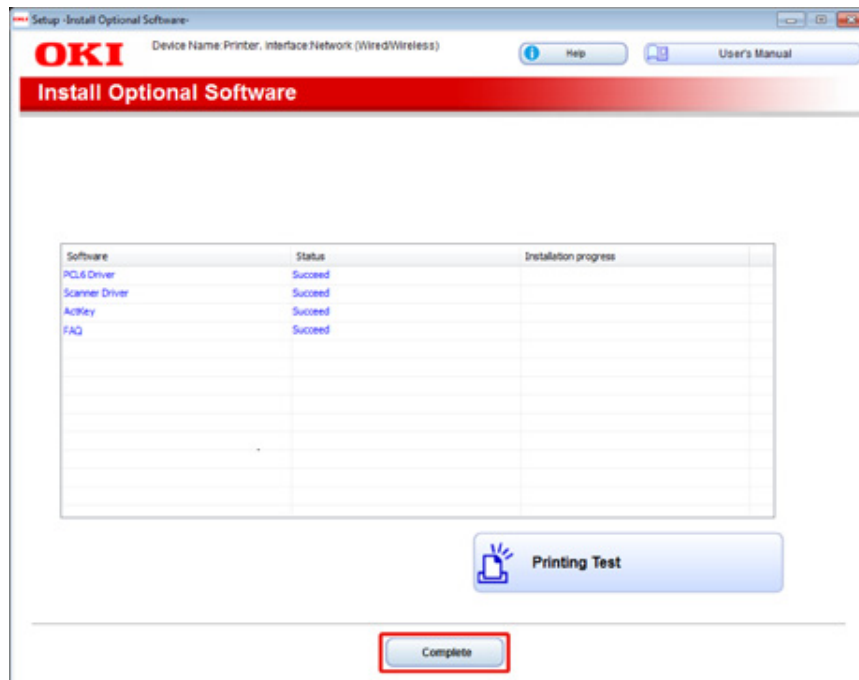 Setup -Install Optional Software-
OKI
Device Name:Printer, Interface:Network (Wired/Wireless)
Help
User's Manual
Install Optional Software
Software Status Installation progress
PCL6 Driver Succeed
Scanner Driver Succeed
ActKey Succeed
FAQ Succeed
Printing Test
Complete